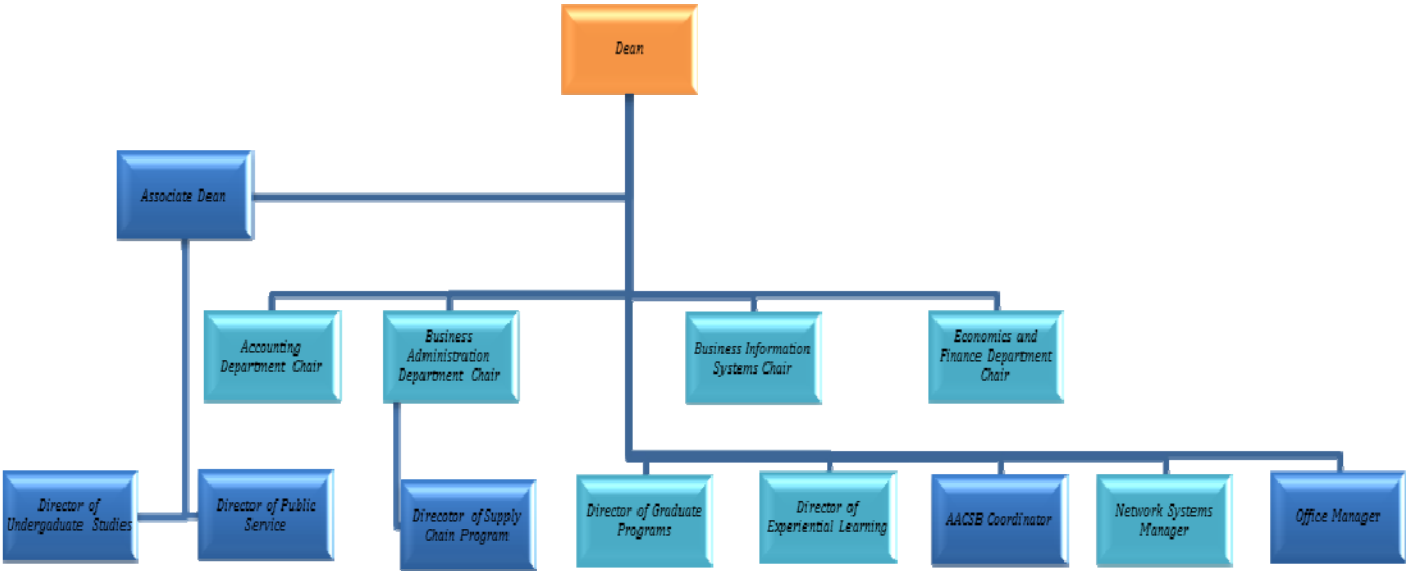 Dean
Associate Dean
Accounting
Department Chair
Business
Administration
Department Chair
Business Information
Systems Chair
Economics and
Finance Department
Chair
Director of
Undergraduate Studies
Director of Public
Service
Direcotor of Supply
Chain Program
Director of Graduate
Programs
Director of
Experiential Learning
AACSB Coordinator
Network Systems
Manager
Office Manager